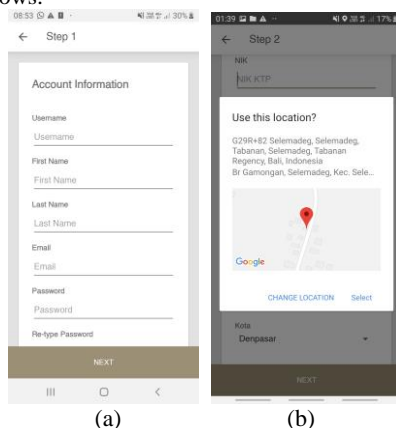 ows:
08:53
30%
← Step 1
Account Information
Username
Username
First Name
First Name
Last Name
Last Name
Email
Email
Password
Password
Re-type Password
NEXT
(a)
01:39
17%
← Step 2
NIK
NIK KTP
Use this location?
G29R+82 Selemadeg, Selemadeg,
Tabanan, Selemadeg, Tabanan
Regency, Bali, Indonesia
Br Gamongan, Selemadeg, Kec. Sele...
Google
CHANGE LOCATION Select
Kota
Denpasar
NEXT
(b)